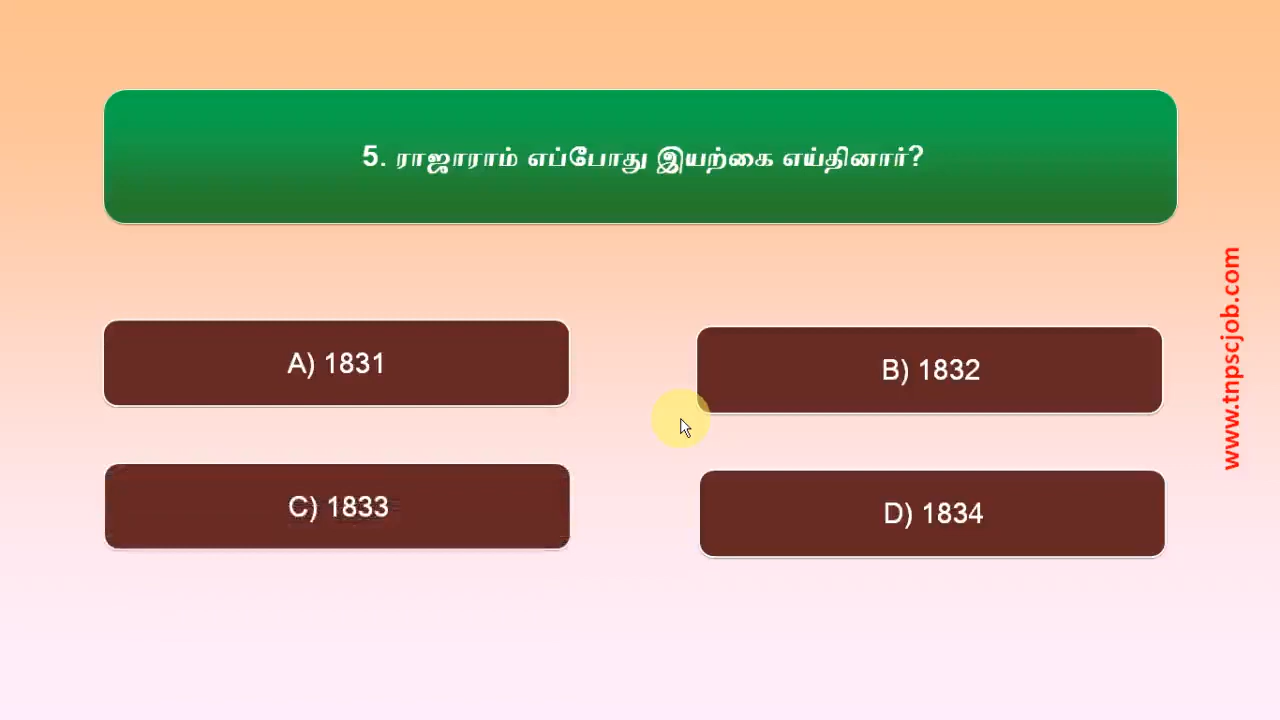 5. ராஜாராம் எப்போது இயற்கை எய்தினார்?
A) 1831
B) 1832
C) 1833
D) 1834
www.tnpscjob.com